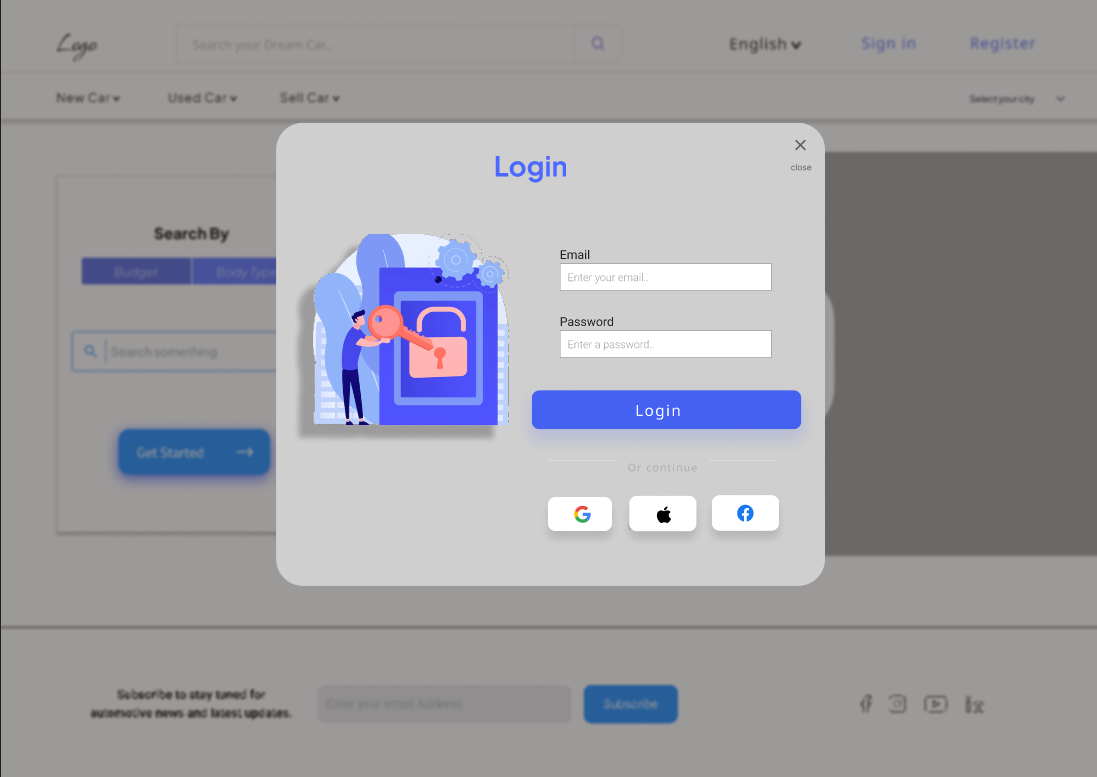 Logo
Search your Dream Car..
English
Sign in
Register
New Car
Used Car
Sell Car
Select your city
close
Login
Search By
Budget
Body Type
Email
Enter your email..
Search something
Password
Enter a password..
Get Started
Login
Or continue
Subscribe to stay tuned for
automotive news and latest updates.
Enter your email Address
Subscribe